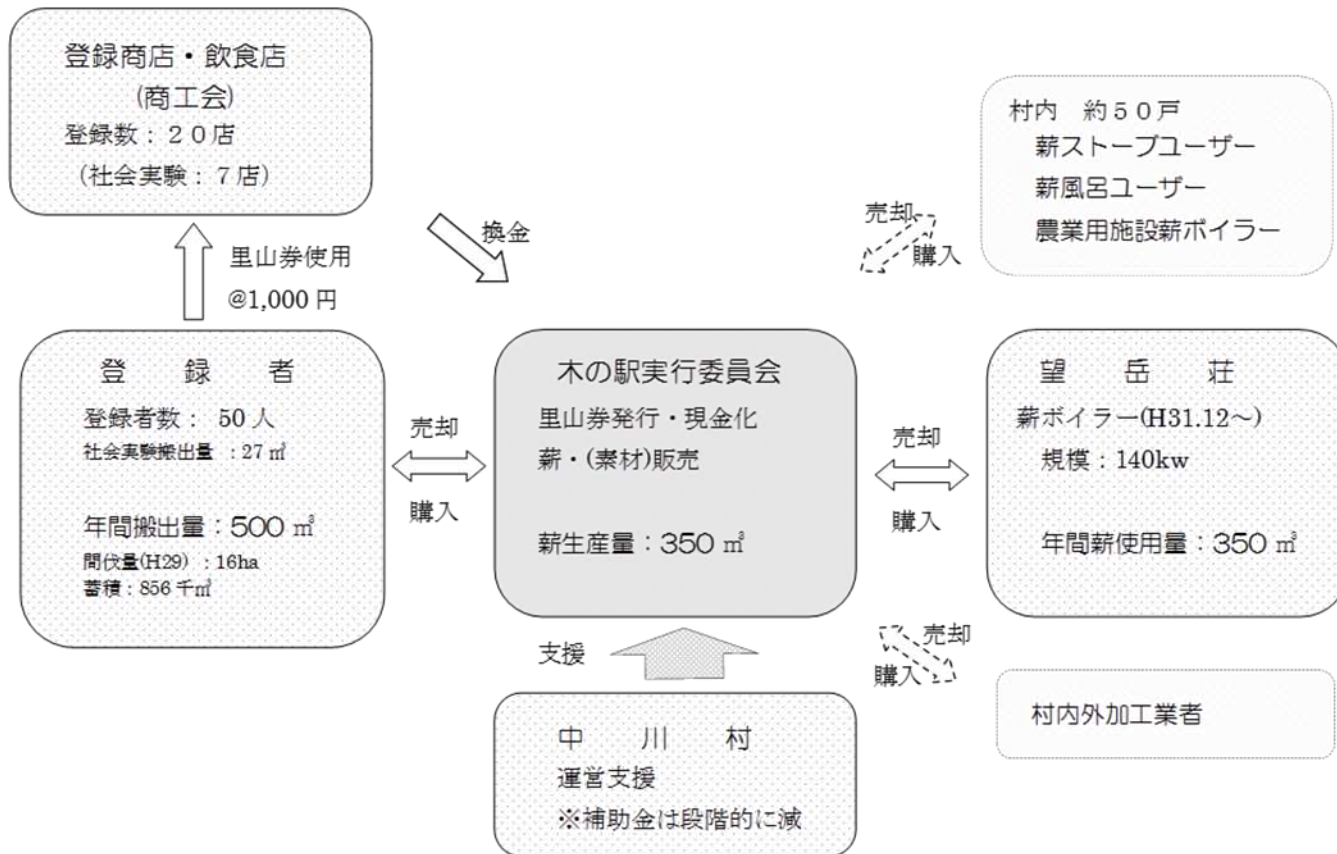 登録商店・飲食店
(商工会)
登録数：２０店
（社会実験：７店）
村内　約５０戸
薪ストーブユーザー
薪風呂ユーザー
農業用施設薪ボイラー
里山券使用
@1,000 円
換金
売却
購入
登　録　者
登録者数： 50 人
社会実験搬出量 ：27 ㎥
年間搬出量：500 ㎥
間伐量(H29) ：16ha
蓄積：856 千㎥
売却
購入
木の駅実行委員会
里山券発行・現金化
薪・(素材)販売
薪生産量：350 ㎥
売却
購入
望　岳　荘
薪ボイラー(H31.12～)
規模：140kw
年間薪使用量：350 ㎥
支援
売却
購入
中　川　村
運営支援
※補助金は段階的に減
村内外加工業者